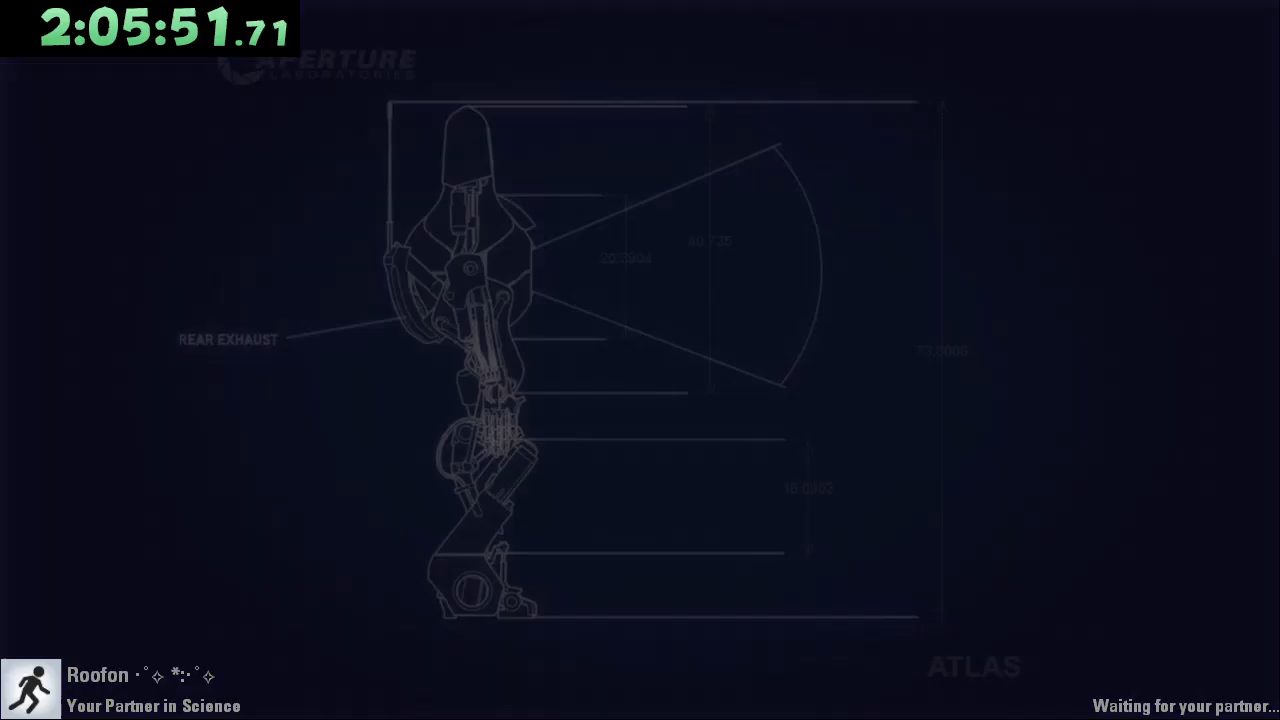 2:05:51.71
APERTURE
LABORATORIES
REAR EXHAUST
ATLAS
Roofon ·˚✧ *:·˚✧
Your Partner in Science
Waiting for your partner...